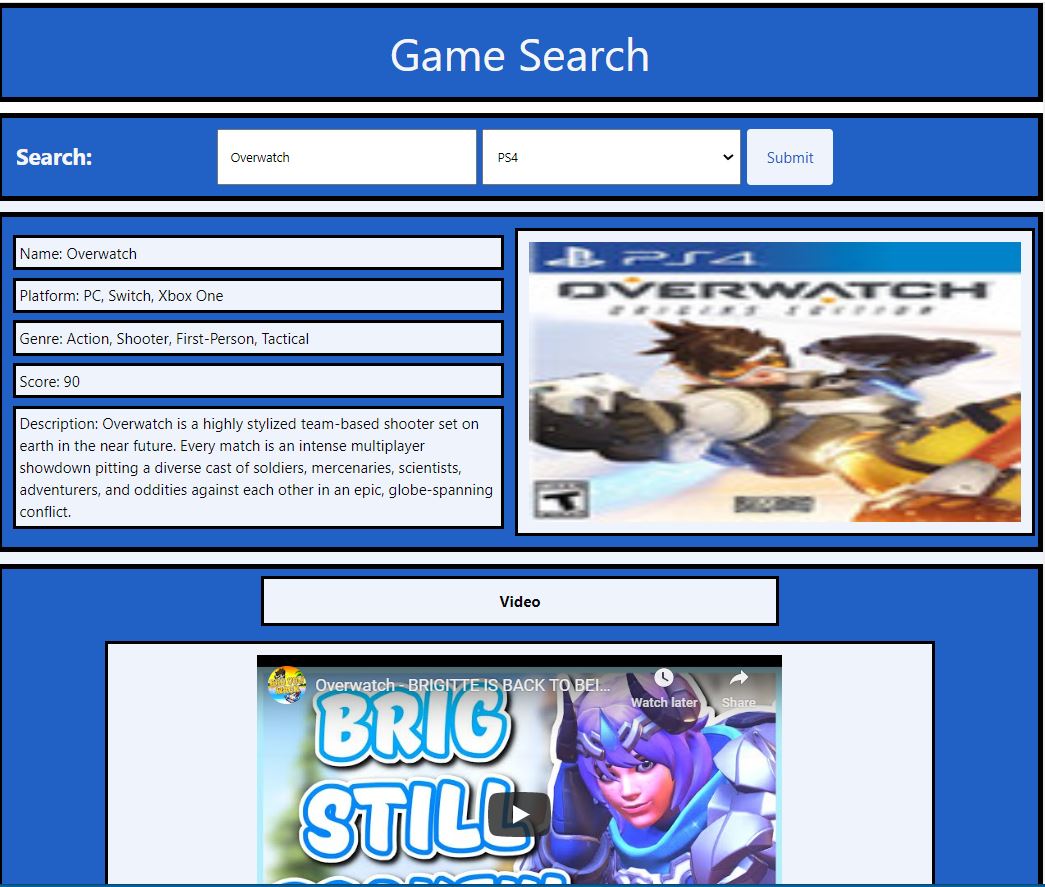 Game Search
Search:
Overwatch
PS4
Submit
Name: Overwatch
Platform: PC, Switch, Xbox One
Genre: Action, Shooter, First-Person, Tactical
Score: 90
Description: Overwatch is a highly stylized team-based shooter set on
earth in the near future. Every match is an intense multiplayer
showdown pitting a diverse cast of soldiers, mercenaries, scientists,
adventurers, and oddities against each other in an epic, globe-spanning
conflict.
PS4
OVERWATCH
ORIGINS EDITION
T
BLIZZARD
Video
Overwatch - BRIGITTE IS BACK TO BEI...
Watch later
Share
BRIG
STILL